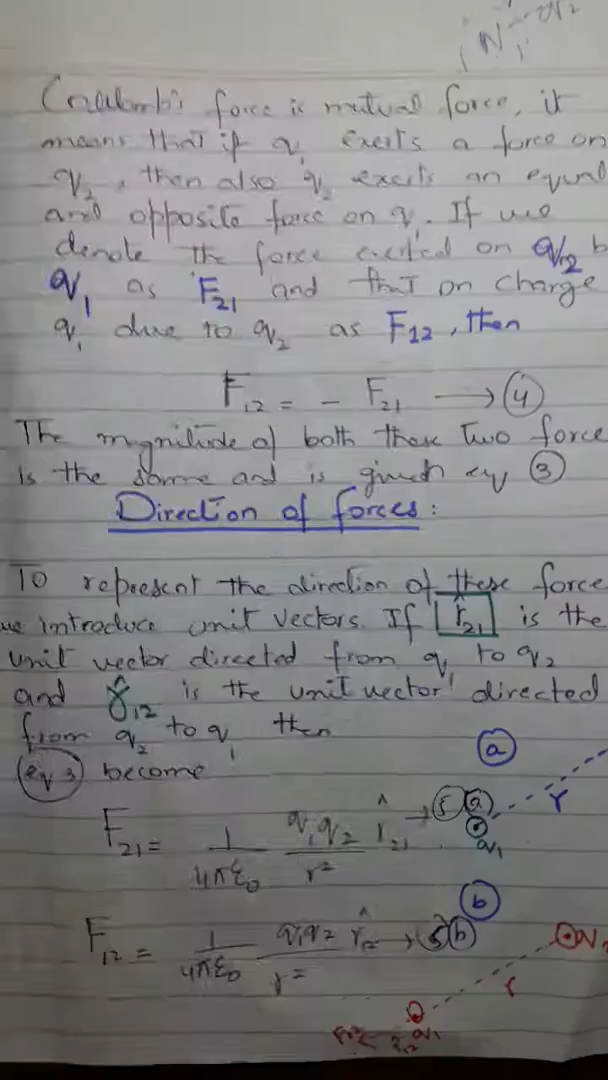 Coulomb's force is mutual force, it
means that if q₁ exerts a force on
q₂, then also q₂ exerts an equal
and opposite force on q₁. If we
denote the force exerted on q₂ b
q₁ as F₂₁ and that on charge
q₁ due to q₂ as F₁₂, then
F₁₂ = - F₂₁ → ④
The magnitude of both these two force
is the same and is given eq ③
Direction of forces:
To represent the direction of these force
we introduce unit vectors. If r̂₂₁ is the
unit vector directed from q₁ to q₂
and r̂₁₂ is the unit vector directed
from q₂ to q₁ then
(eq 3) become
ⓐ
F₂₁ = 1/4πε₀ q₁q₂/r² r̂₂₁ → ⑤ⓐ
r
q₁
ⓑ
F₁₂ = 1/4πε₀ q₁q₂/r² r̂₁₂ → ⑤ⓑ
q₂
r
q₁